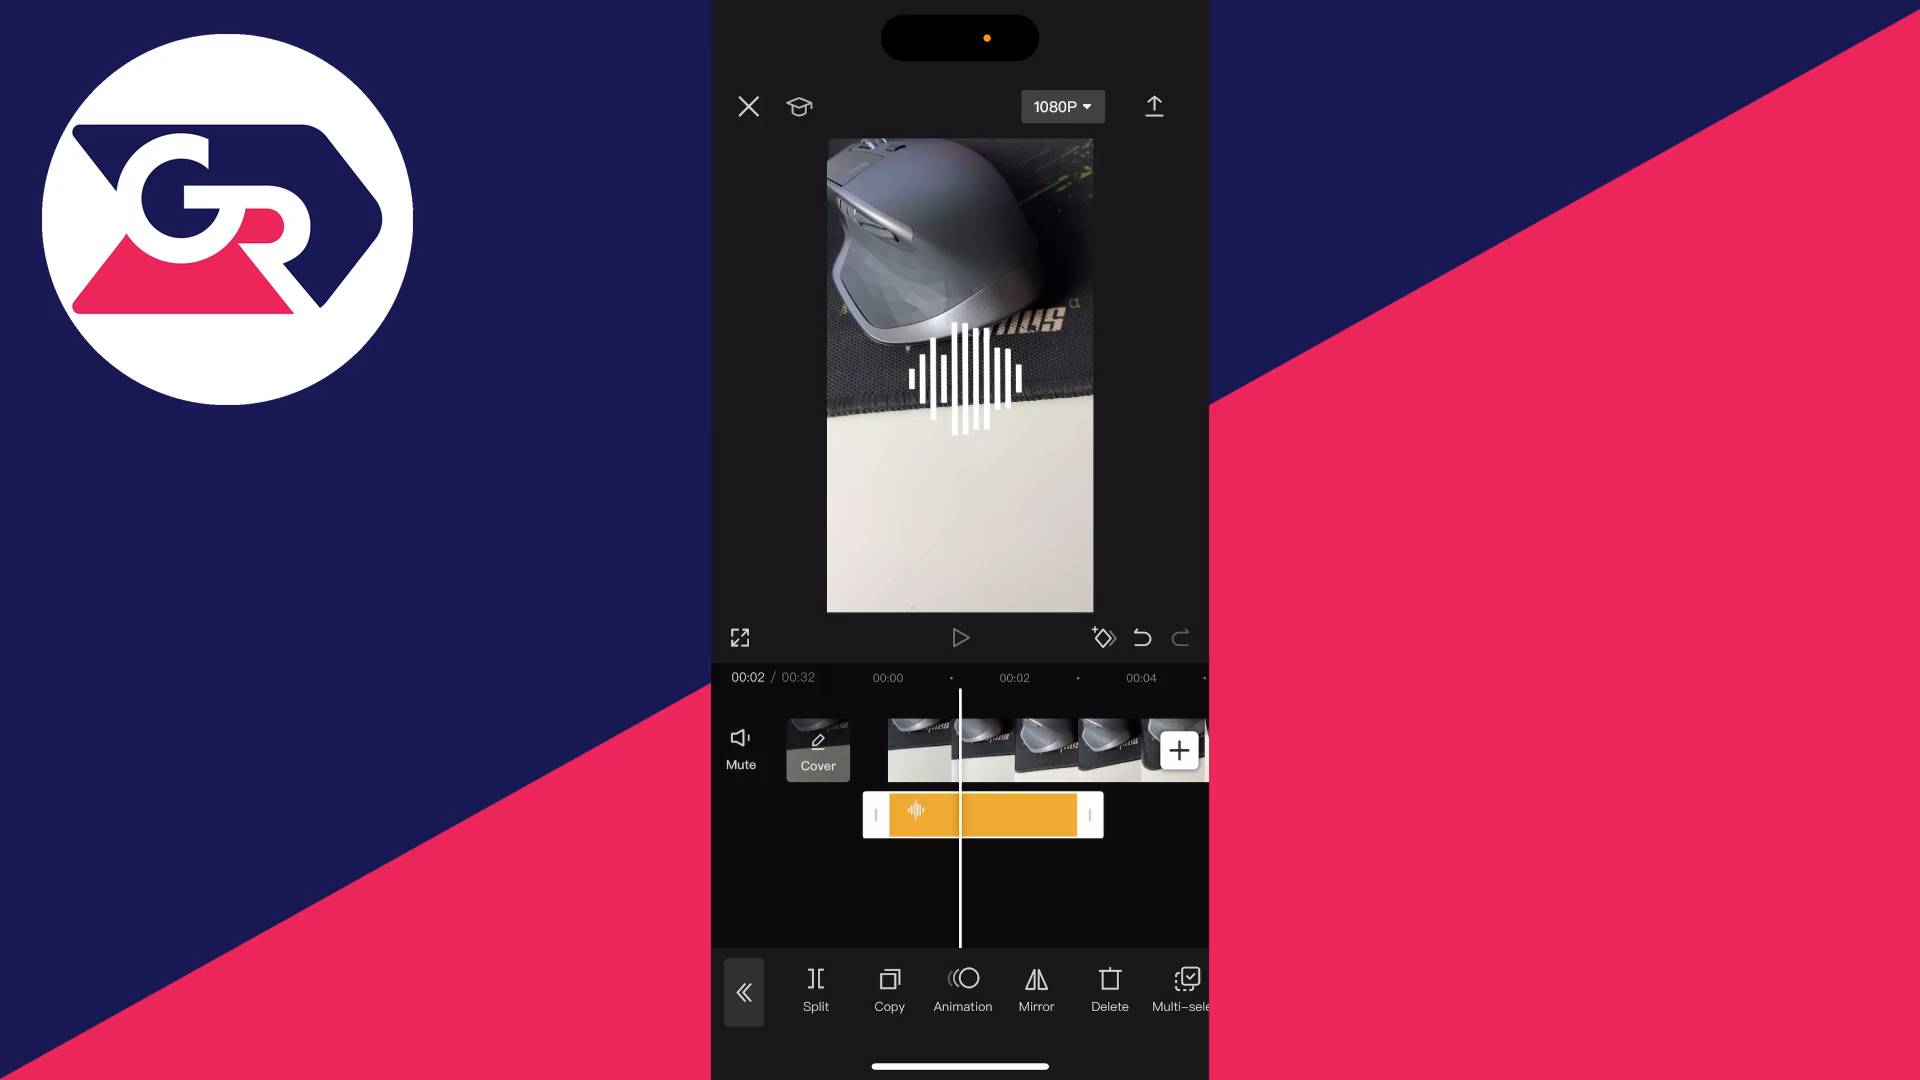 GR
1080P
00:02 / 00:32
00:00
00:02
00:04
Mute
Cover
Split
Copy
Animation
Mirror
Delete
Multi-sele